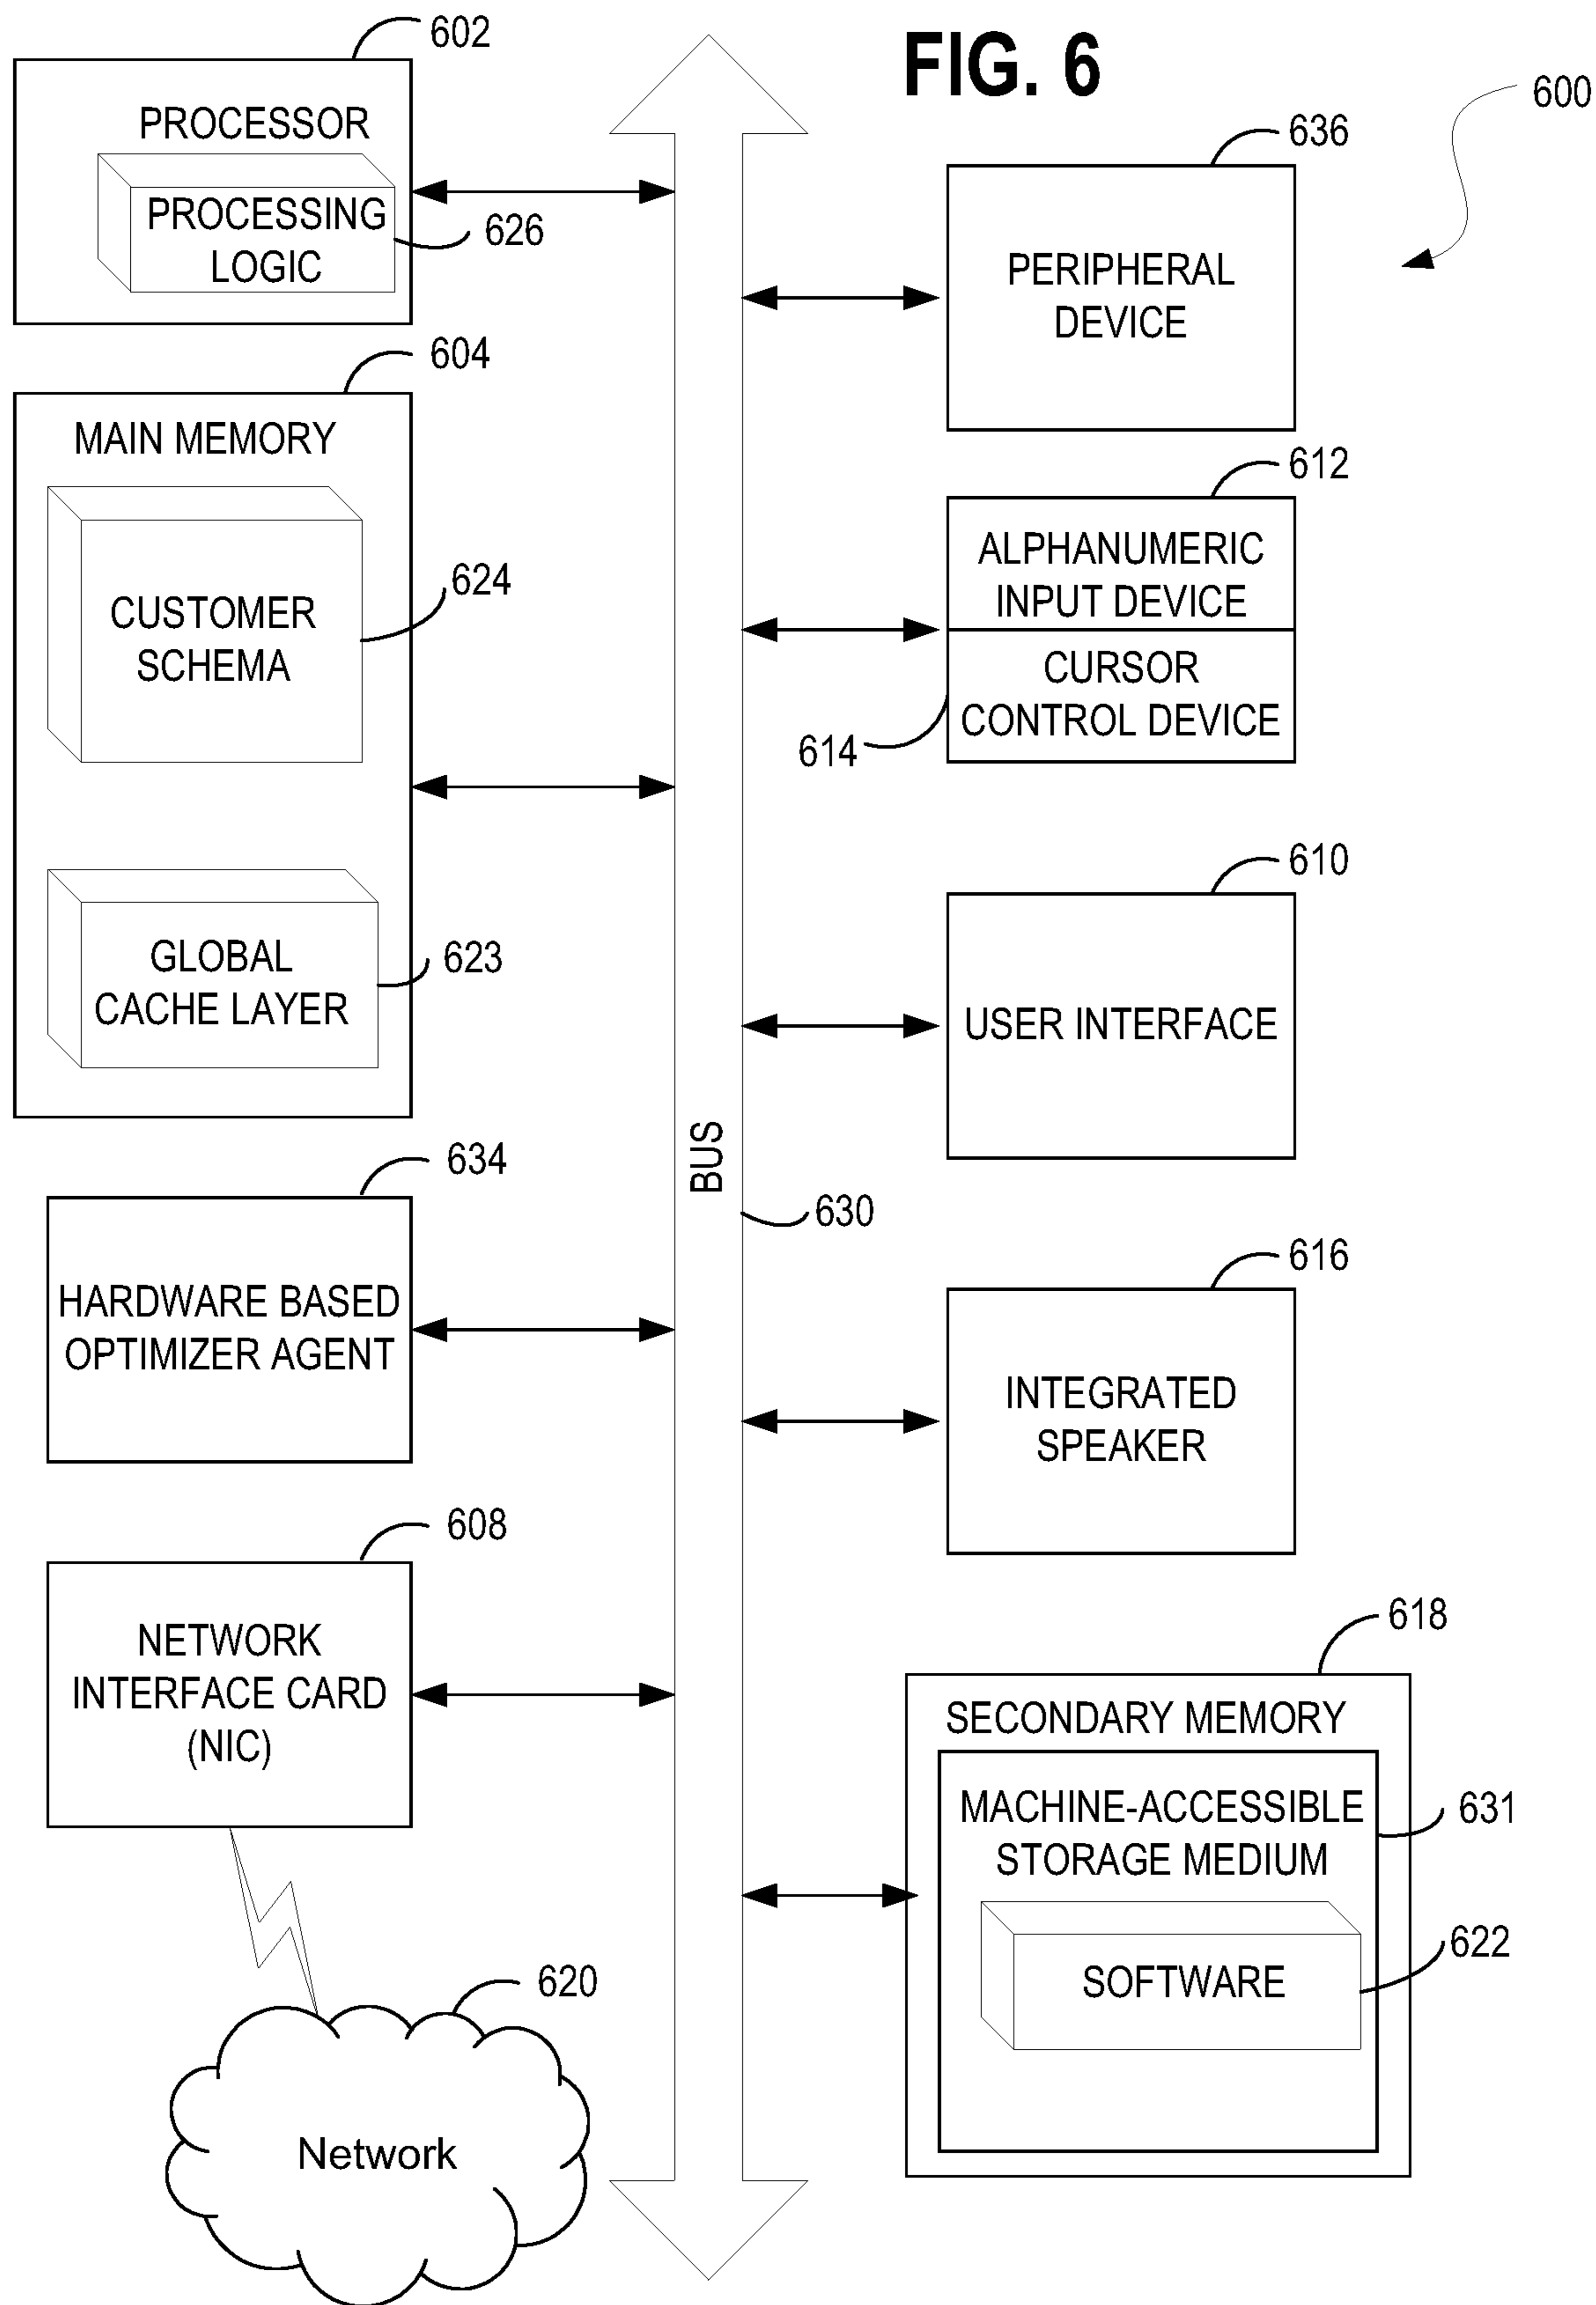 FIG. 6
600
602
PROCESSOR
PROCESSING
LOGIC
626
604
MAIN MEMORY
CUSTOMER
SCHEMA
624
GLOBAL
CACHE LAYER
623
634
HARDWARE BASED
OPTIMIZER AGENT
608
NETWORK
INTERFACE CARD
(NIC)
620
Network
BUS
630
636
PERIPHERAL
DEVICE
612
ALPHANUMERIC
INPUT DEVICE
CURSOR
CONTROL DEVICE
614
610
USER INTERFACE
616
INTEGRATED
SPEAKER
618
SECONDARY MEMORY
MACHINE-ACCESSIBLE
STORAGE MEDIUM
631
SOFTWARE
622